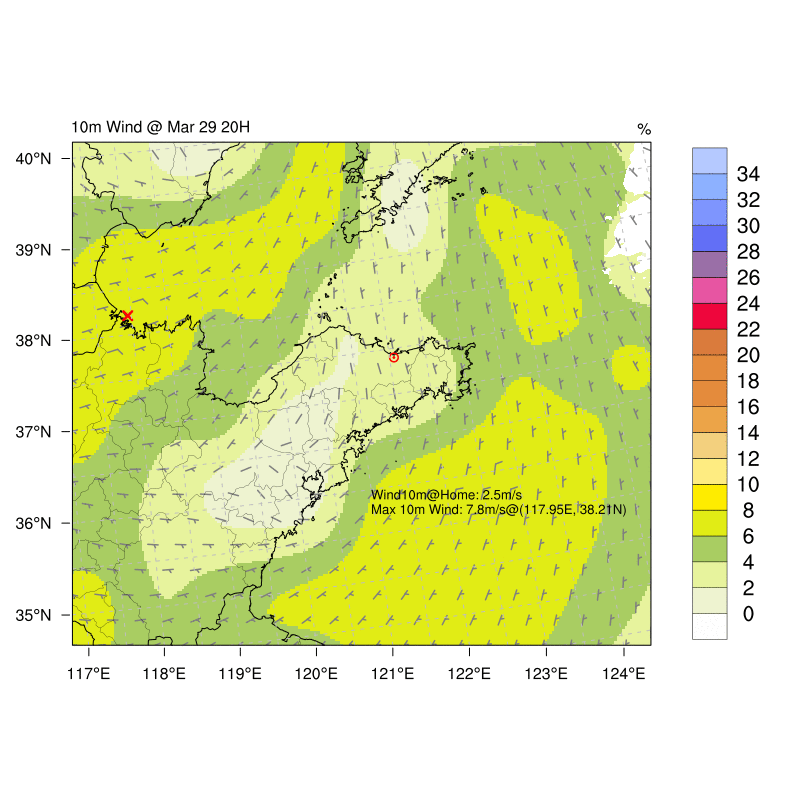 10m Wind @ Mar 29 20H
%
40°N
39°N
38°N
37°N
36°N
35°N
117°E 118°E 119°E 120°E 121°E 122°E 123°E 124°E
Wind10m@Home: 2.5m/s
Max 10m Wind: 7.8m/s@(117.95E, 38.21N)
34
32
30
28
26
24
22
20
18
16
14
12
10
8
6
4
2
0